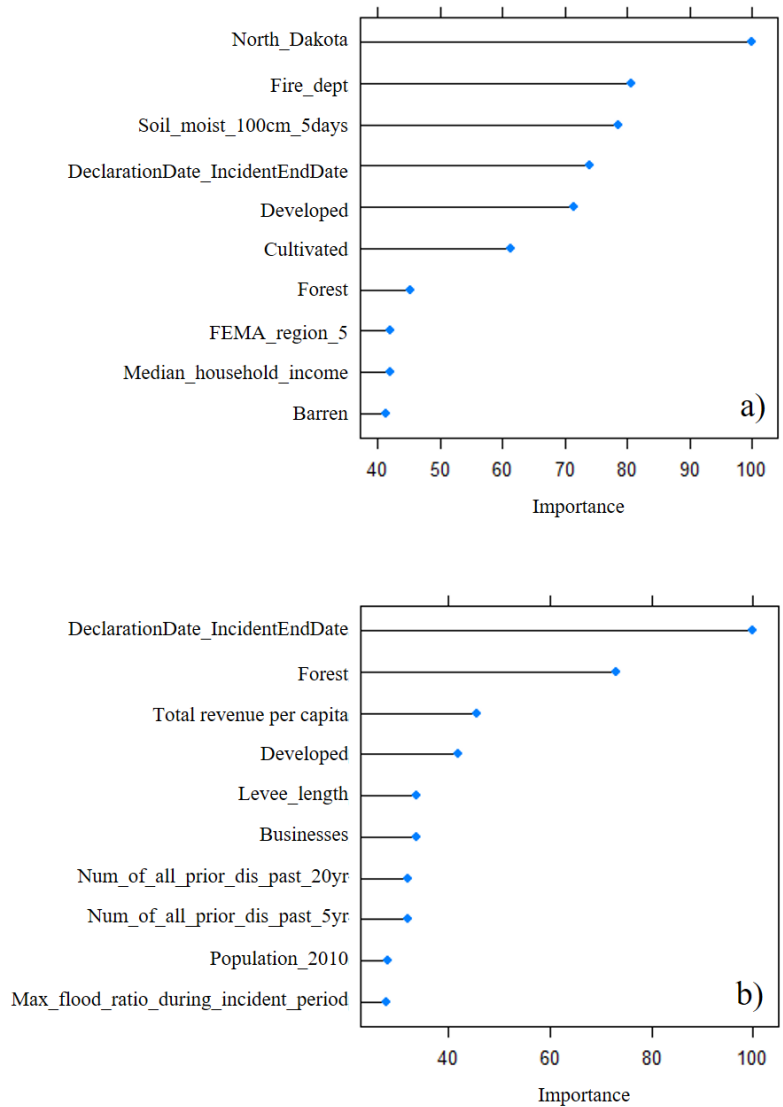 North_Dakota
Fire_dept
Soil_moist_100cm_5days
DeclarationDate_IncidentEndDate
Developed
Cultivated
Forest
FEMA_region_5
Median_household_income
Barren
a)
40 50 60 70 80 90 100
Importance
DeclarationDate_IncidentEndDate
Forest
Total revenue per capita
Developed
Levee_length
Businesses
Num_of_all_prior_dis_past_20yr
Num_of_all_prior_dis_past_5yr
Population_2010
Max_flood_ratio_during_incident_period
b)
40 60 80 100
Importance